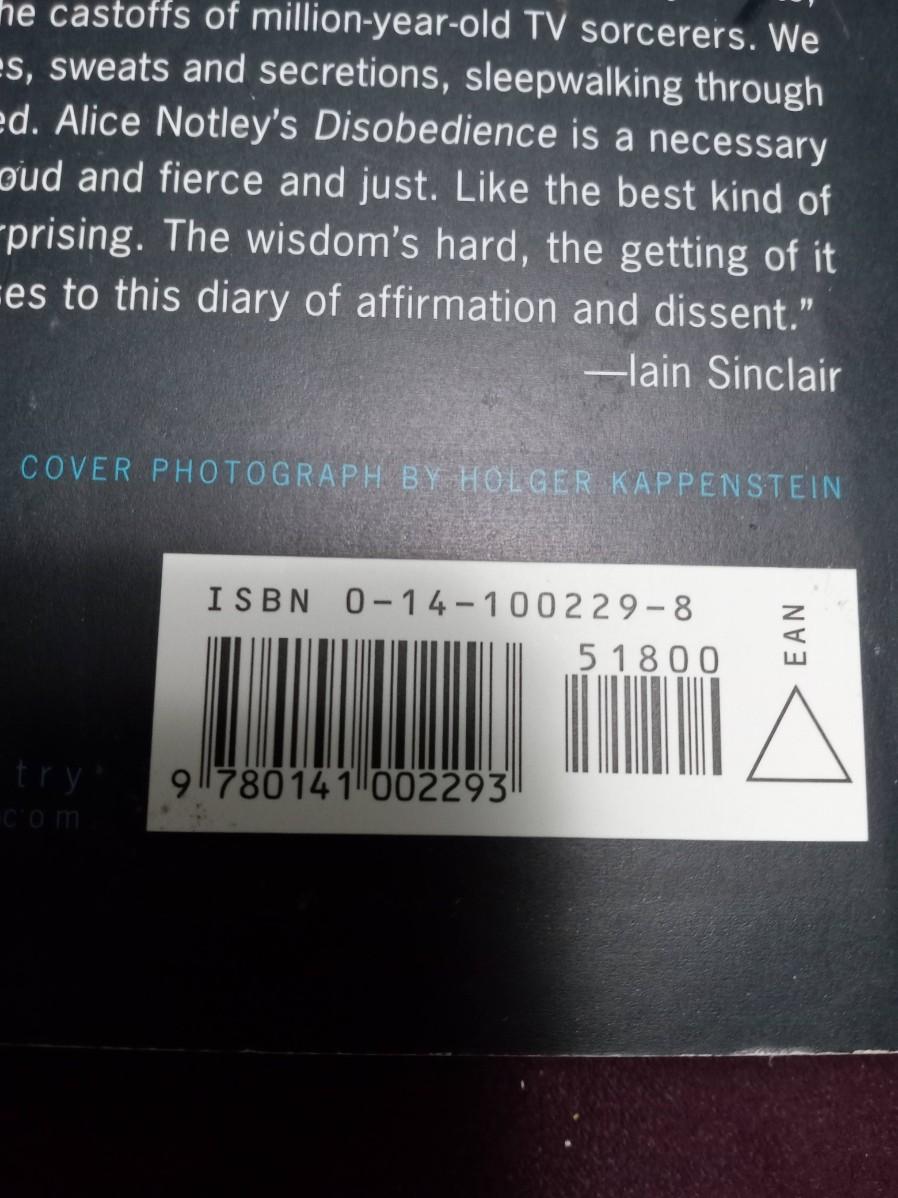 he castoffs of million-year-old TV sorcerers. We
es, sweats and secretions, sleepwalking through
ed. Alice Notley's Disobedience is a necessary
oud and fierce and just. Like the best kind of
rprising. The wisdom's hard, the getting of it
ses to this diary of affirmation and dissent."
—Iain Sinclair
COVER PHOTOGRAPH BY HOLGER KAPPENSTEIN
ISBN 0-14-100229-8
EAN
51800
9 780141 002293
try
com